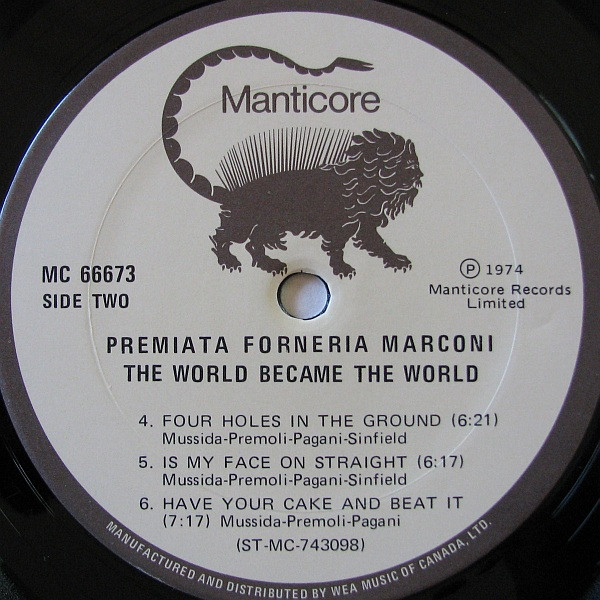 Manticore
MC 66673
SIDE TWO
Ⓟ 1974
Manticore Records
Limited
PREMIATA FORNERIA MARCONI
THE WORLD BECAME THE WORLD
4. FOUR HOLES IN THE GROUND (6:21)
Mussida-Premoli-Pagani-Sinfield
5. IS MY FACE ON STRAIGHT (6:17)
Mussida-Premoli-Pagani-Sinfield
6. HAVE YOUR CAKE AND BEAT IT
(7:17) Mussida-Premoli-Pagani
(ST-MC-743098)
MANUFACTURED AND DISTRIBUTED BY WEA MUSIC OF CANADA, LTD.